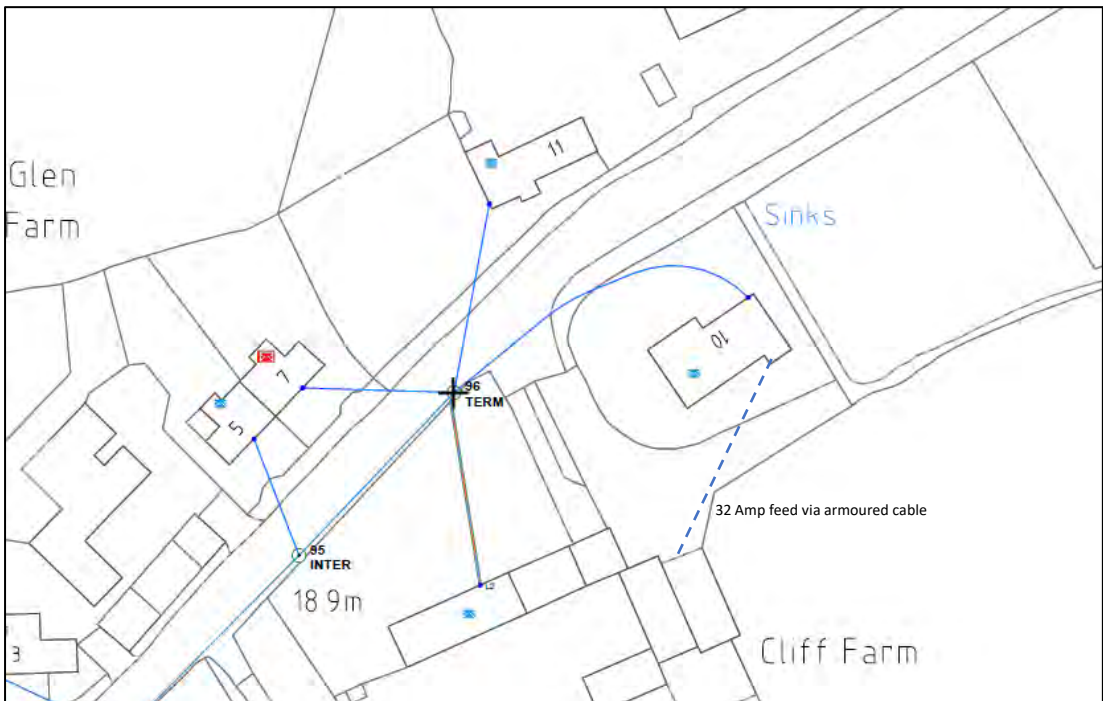 11
Glen
Farm
Sinks
10
7
96
TERM
5
32 Amp feed via armoured cable
95
INTER
L2
18 9m
3
Cliff Farm